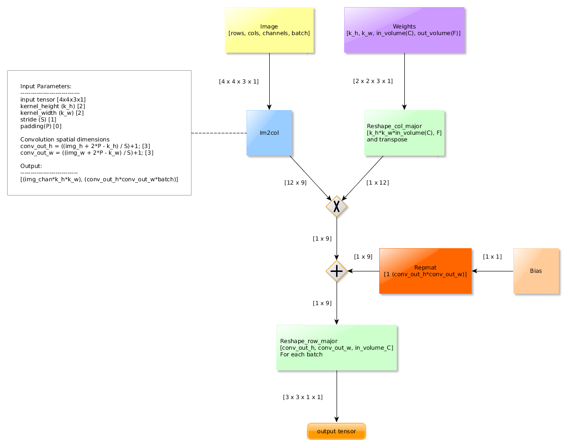 Image
[rows, cols, channels, batch]
Weights
[k_h, k_w, in_volume(C), out_volume(F)]
[4 x 4 x 3 x 1]
[2 x 2 x 3 x 1]
Input Parameters:
----------------------------
input tensor [4x4x3x1]
kernel_height (k_h) [2]
kernel_width (k_w) [2]
stride (S) [1]
padding(P) [0]
Convolution spatial dimensions
conv_out_h = ((img_h + 2*P - k_h) / S)+1; [3]
conv_out_w = ((img_w + 2*P - k_w) / S)+1; [3]
Output:
---------------------------
[(img_chan*k_h*k_w), (conv_out_h*conv_out_w*batch)]
Im2col
Reshape_col_major
[k_h*k_w*in_volume(C), F]
and transpose
[12 x 9]
[1 x 12]
X
[1 x 9]
[1 x 9]
[1 x 1]
+
Repmat
[1 (conv_out_h*conv_out_w)]
Bias
[1 x 9]
Reshape_row_major
[conv_out_h, conv_out_w, in_volume_C]
For each batch
[3 x 3 x 1 x 1]
output tensor